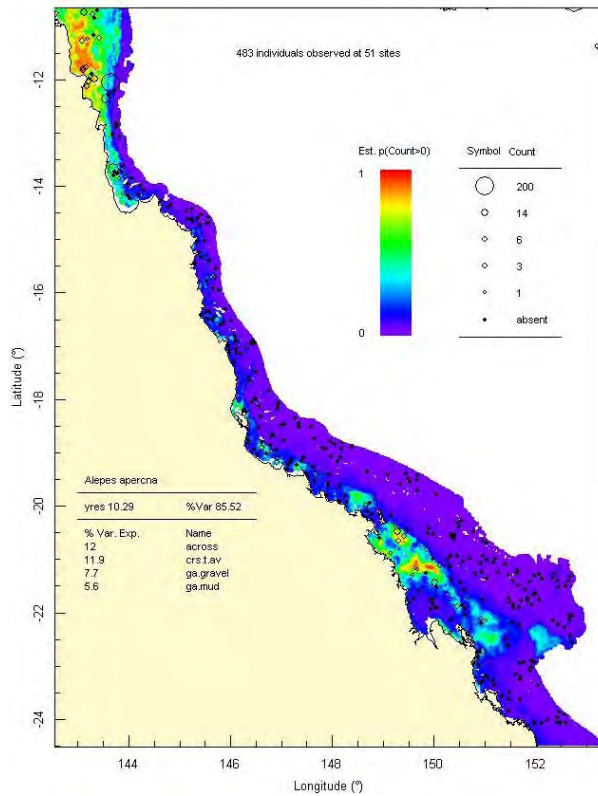 483 individuals observed at 51 sites
Est. p(Count>0)
1
0
Symbol Count
200
14
6
3
1
absent
Alepes apercna
yres 10.29 %Var 85.52
% Var. Exp. Name
12 across
11.9 crs.t.av
7.7 ga.gravel
5.6 ga.mud
Latitude (°)
-12
-14
-16
-18
-20
-22
-24
144 146 148 150 152
Longitude (°)